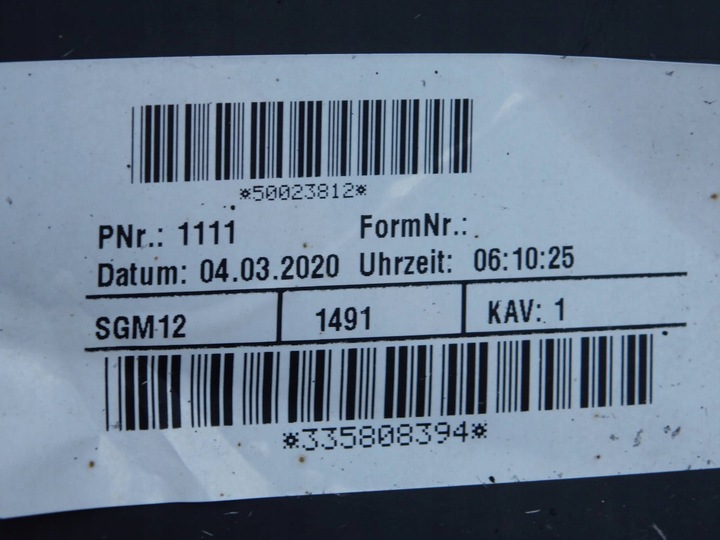 *50023812*
PNr.: 1111 FormNr.:
Datum: 04.03.2020 Uhrzeit: 06:10:25
SGM12 1491 KAV: 1
*335808394*